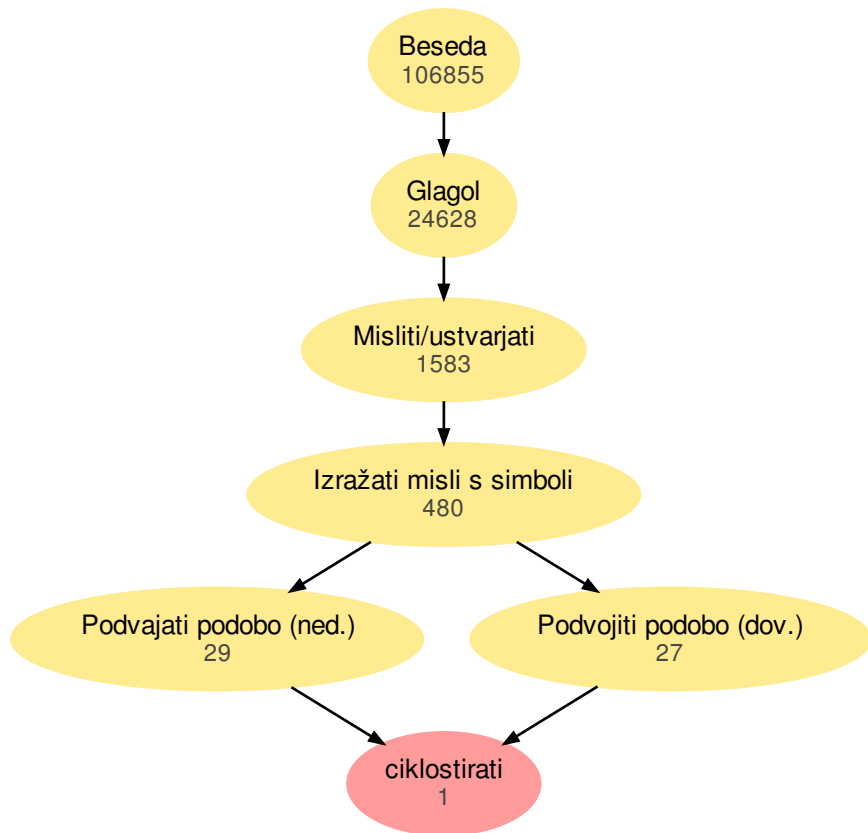 Beseda
106855
Glagol
24628
Misliti/ustvarjati
1583
Izražati misli s simboli
480
Podvajati podobo (ned.)
29
Podvojiti podobo (dov.)
27
ciklostirati
1